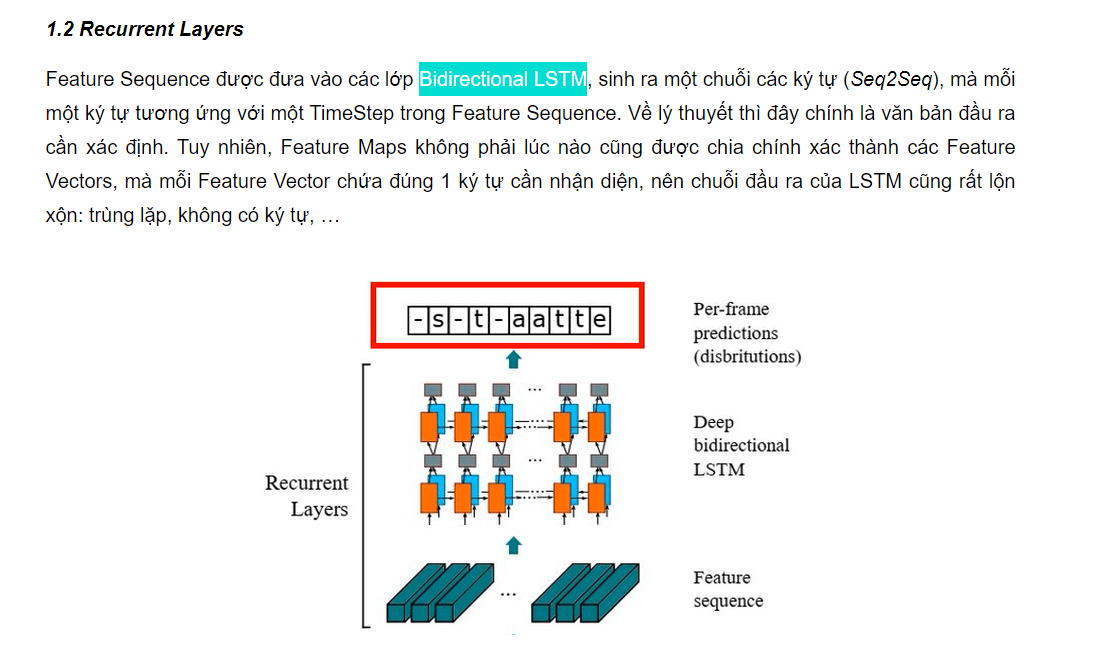 1.2 Recurrent Layers
Feature Sequence được đưa vào các lớp Bidirectional LSTM, sinh ra một chuỗi các ký tự (Seq2Seq), mà mỗi
một ký tự tương ứng với một TimeStep trong Feature Sequence. Về lý thuyết thì đây chính là văn bản đầu ra
cần xác định. Tuy nhiên, Feature Maps không phải lúc nào cũng được chia chính xác thành các Feature
Vectors, mà mỗi Feature Vector chứa đúng 1 ký tự cần nhận diện, nên chuỗi đầu ra của LSTM cũng rất lộn
xộn: trùng lặp, không có ký tự, …
-s-t-aatte
Per-frame
predictions
(disbritutions)
...
Deep
bidirectional
LSTM
...
Recurrent
Layers
...
Feature
sequence